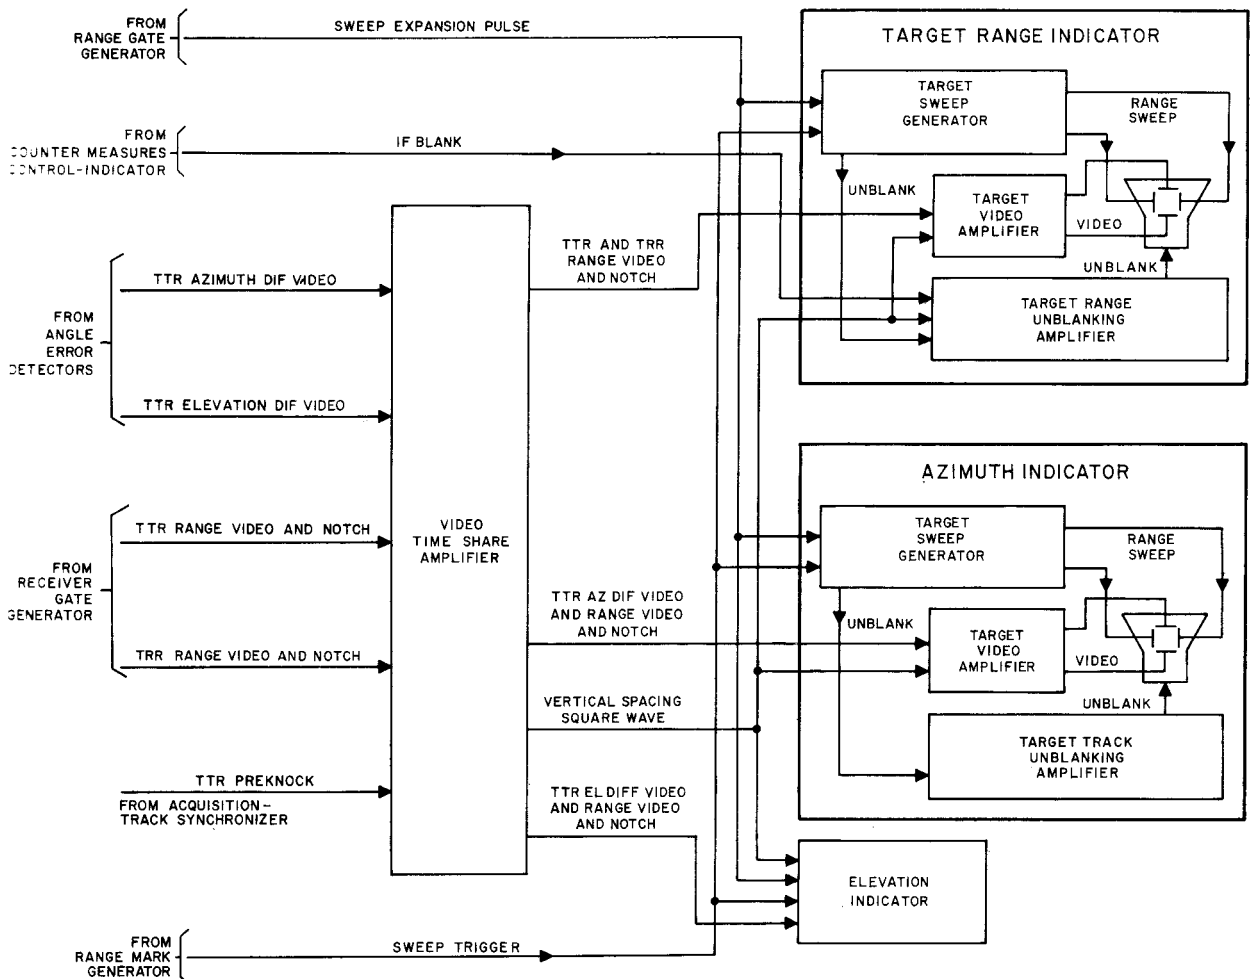 FROM
RANGE GATE
GENERATOR
SWEEP EXPANSION PULSE
FROM
COUNTER MEASURES
CONTROL-INDICATOR
IF BLANK
FROM
ANGLE
ERROR
DETECTORS
TTR AZIMUTH DIF VIDEO
TTR ELEVATION DIF VIDEO
FROM
RECEIVER
GATE
GENERATOR
TTR RANGE VIDEO AND NOTCH
TRR RANGE VIDEO AND NOTCH
TTR PREKNOCK
FROM ACQUISITION-
TRACK SYNCHRONIZER
FROM
RANGE MARK
GENERATOR
SWEEP TRIGGER
VIDEO
TIME SHARE
AMPLIFIER
TTR AND TRR
RANGE VIDEO
AND NOTCH
TTR AZ DIF VIDEO
AND RANGE VIDEO
AND NOTCH
VERTICAL SPACING
SQUARE WAVE
TTR EL DIFF VIDEO
AND RANGE VIDEO
AND NOTCH
TARGET RANGE INDICATOR
TARGET
SWEEP
GENERATOR
RANGE
SWEEP
UNBLANK
TARGET
VIDEO
AMPLIFIER
VIDEO
UNBLANK
TARGET RANGE
UNBLANKING
AMPLIFIER
AZIMUTH INDICATOR
TARGET
SWEEP
GENERATOR
RANGE
SWEEP
UNBLANK
TARGET
VIDEO
AMPLIFIER
VIDEO
UNBLANK
TARGET TRACK
UNBLANKING
AMPLIFIER
ELEVATION
INDICATOR